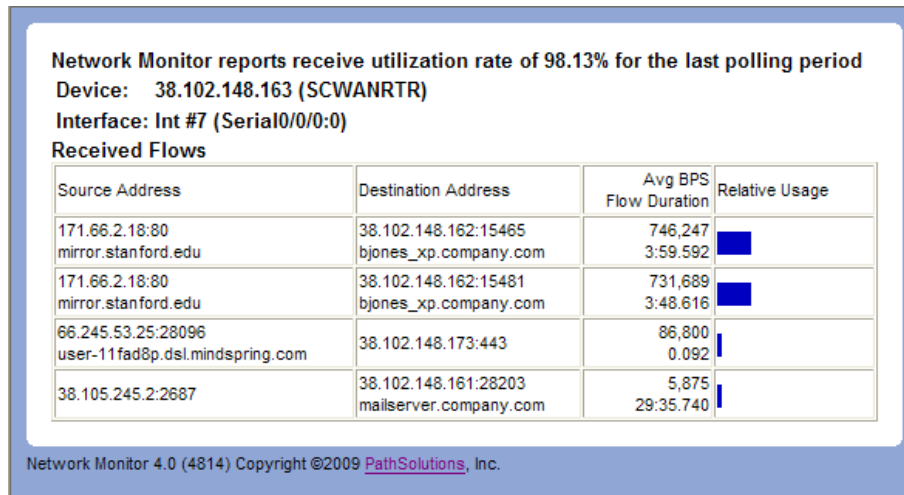 Network Monitor reports receive utilization rate of 98.13% for the last polling period
Device: 38.102.148.163 (SCWANRTR)
Interface: Int #7 (Serial0/0/0:0)
Received Flows
Source Address
Destination Address
Avg BPS
Flow Duration
Relative Usage
171.66.2.18:80
mirror.stanford.edu
38.102.148.162:15465
bjones_xp.company.com
746,247
3:59.592
171.66.2.18:80
mirror.stanford.edu
38.102.148.162:15481
bjones_xp.company.com
731,689
3:48.616
66.245.53.25:28096
user-11fad8p.dsl.mindspring.com
38.102.148.173:443
86,800
0.092
38.105.245.2:2687
38.102.148.161:28203
mailserver.company.com
5,875
29:35.740
Network Monitor 4.0 (4814) Copyright ©2009 PathSolutions, Inc.